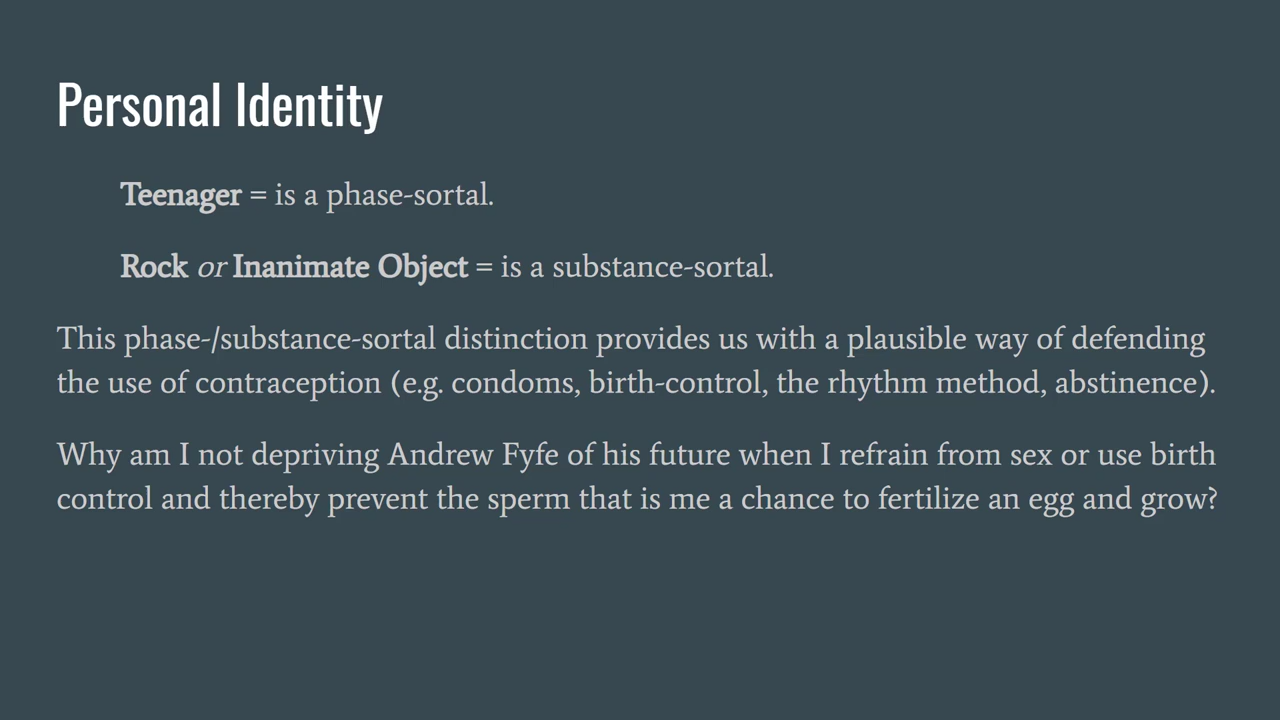 Personal Identity
Teenager = is a phase-sortal.
Rock or Inanimate Object = is a substance-sortal.
This phase-/substance-sortal distinction provides us with a plausible way of defending
the use of contraception (e.g. condoms, birth-control, the rhythm method, abstinence).
Why am I not depriving Andrew Fyfe of his future when I refrain from sex or use birth
control and thereby prevent the sperm that is me a chance to fertilize an egg and grow?